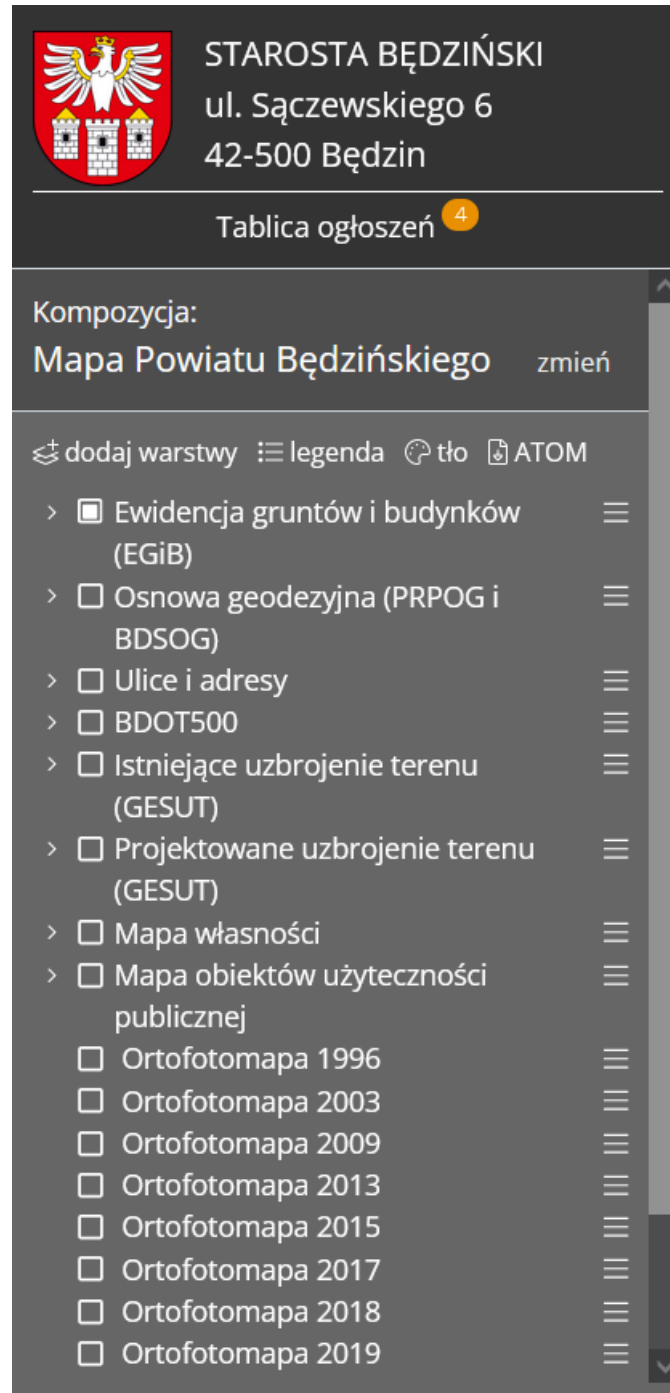 STAROSTA BĘDZIŃSKI
ul. Sączewskiego 6
42-500 Będzin
Tablica ogłoszeń 4
Kompozycja:
Mapa Powiatu Będzińskiego zmień
dodaj warstwy legenda tło ATOM
Ewidencja gruntów i budynków
(EGiB)
Osnowa geodezyjna (PRPOG i
BDSOG)
Ulice i adresy
BDOT500
Istniejące uzbrojenie terenu
(GESUT)
Projektowane uzbrojenie terenu
(GESUT)
Mapa własności
Mapa obiektów użyteczności
publicznej
Ortofotomapa 1996
Ortofotomapa 2003
Ortofotomapa 2009
Ortofotomapa 2013
Ortofotomapa 2015
Ortofotomapa 2017
Ortofotomapa 2018
Ortofotomapa 2019